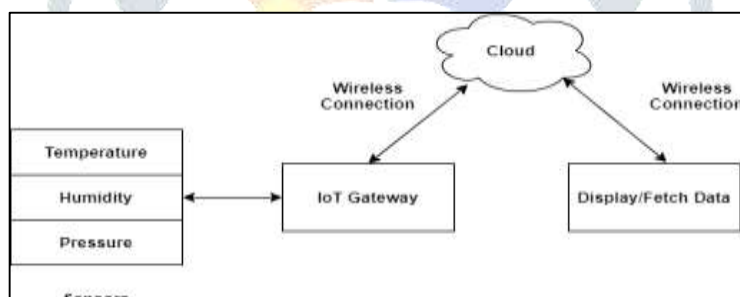 Cloud
Wireless
Connection
Wireless
Connection
Temperature
Humidity
Pressure
IoT Gateway
Display/Fetch Data